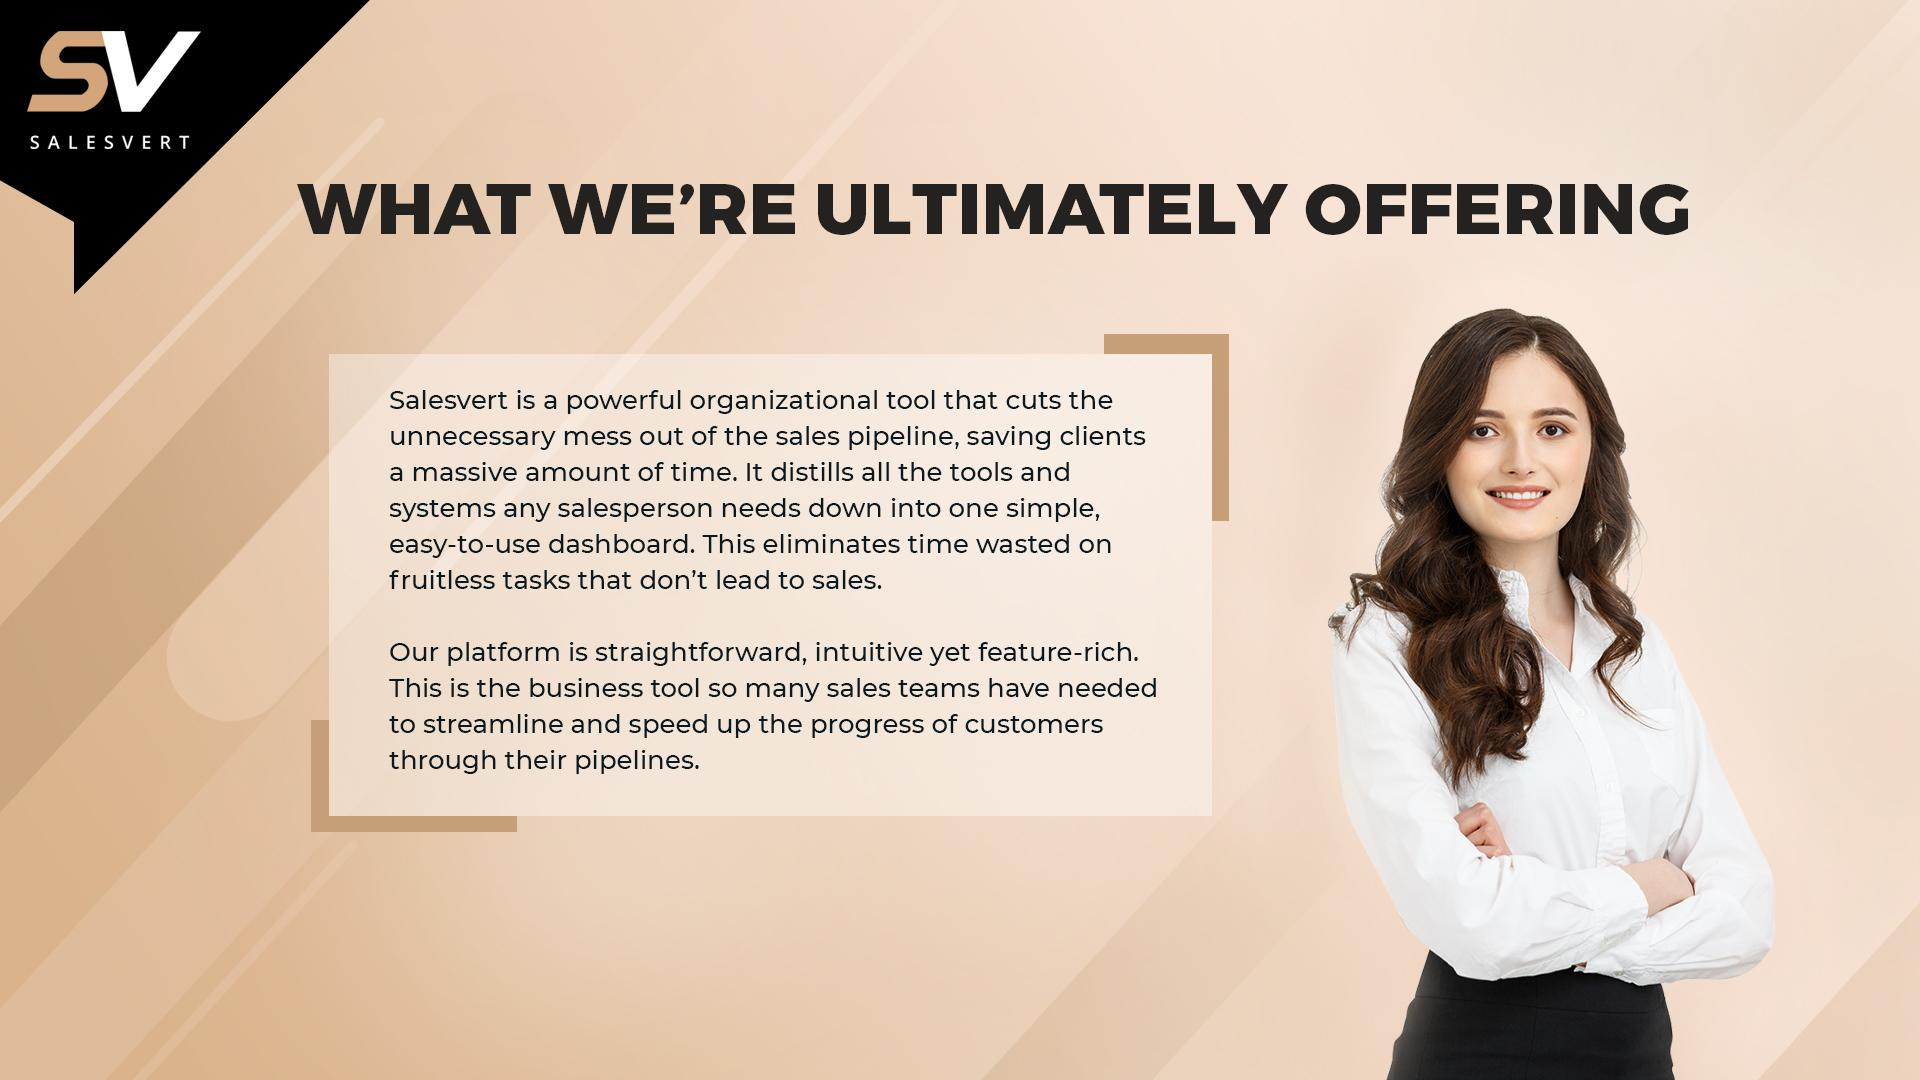 SV
SALESVERT
WHAT WE’RE ULTIMATELY OFFERING
Salesvert is a powerful organizational tool that cuts the
unnecessary mess out of the sales pipeline, saving clients
a massive amount of time. It distills all the tools and
systems any salesperson needs down into one simple,
easy-to-use dashboard. This eliminates time wasted on
fruitless tasks that don’t lead to sales.
Our platform is straightforward, intuitive yet feature-rich.
This is the business tool so many sales teams have needed
to streamline and speed up the progress of customers
through their pipelines.